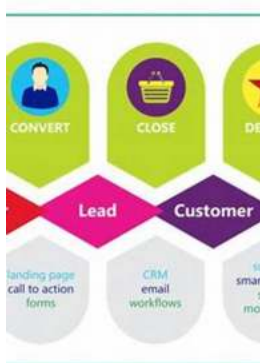 CONVERT
CLOSE
Lead
Customer
landing page
call to action
forms
CRM
email
workflows